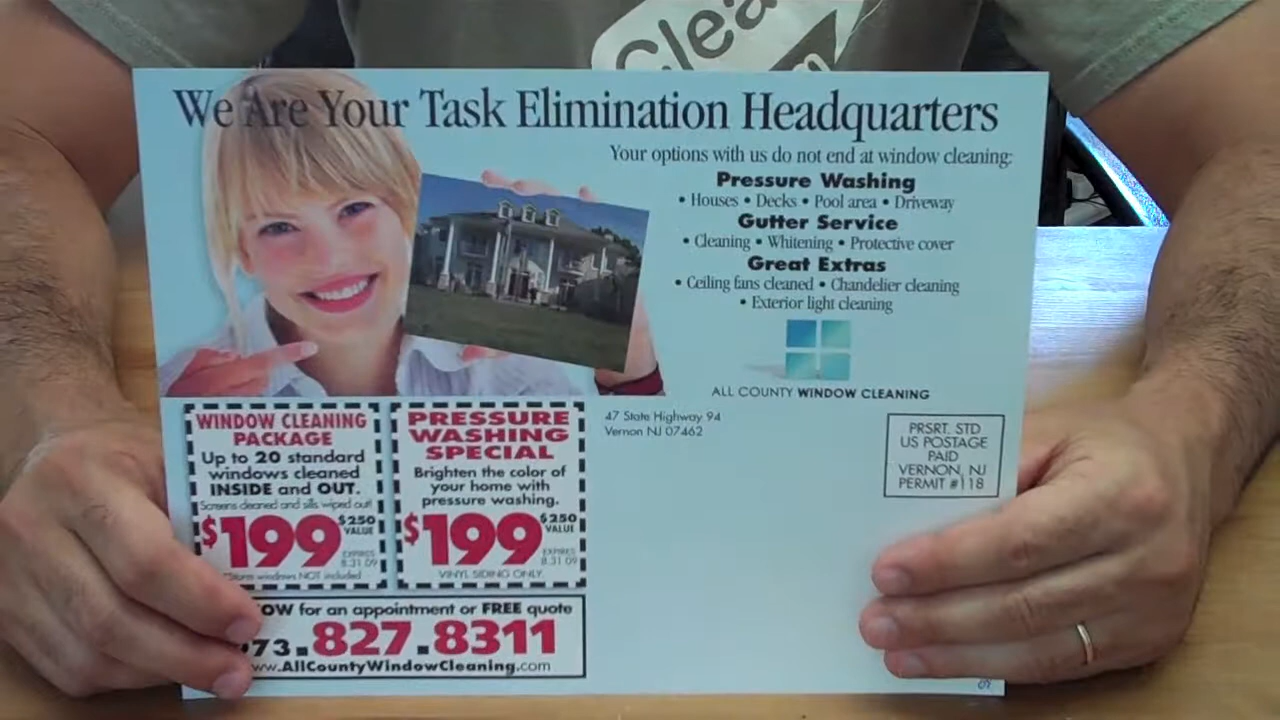 Clea
We Are Your Task Elimination Headquarters
Your options with us do not end at window cleaning:
Pressure Washing
• Houses • Decks • Pool area • Driveway
Gutter Service
• Cleaning • Whitening • Protective cover
Great Extras
• Ceiling fans cleaned • Chandelier cleaning
• Exterior light cleaning
ALL COUNTY WINDOW CLEANING
47 State Highway 94
Vernon NJ 07462
PRSRT. STD
US POSTAGE
PAID
VERNON, NJ
PERMIT #118
WINDOW CLEANING
PACKAGE
Up to 20 standard
windows cleaned
INSIDE and OUT.
Screens cleaned and sills wiped out!
$199
$250
VALUE
EXPIRES
8.31.09
*Storm windows NOT included
PRESSURE
WASHING
SPECIAL
Brighten the color of
your home with
pressure washing.
$199
$250
VALUE
EXPIRES
8.31.09
VINYL SIDING ONLY.
OW for an appointment or FREE quote
73.827.8311
ww.AllCountyWindowCleaning.com